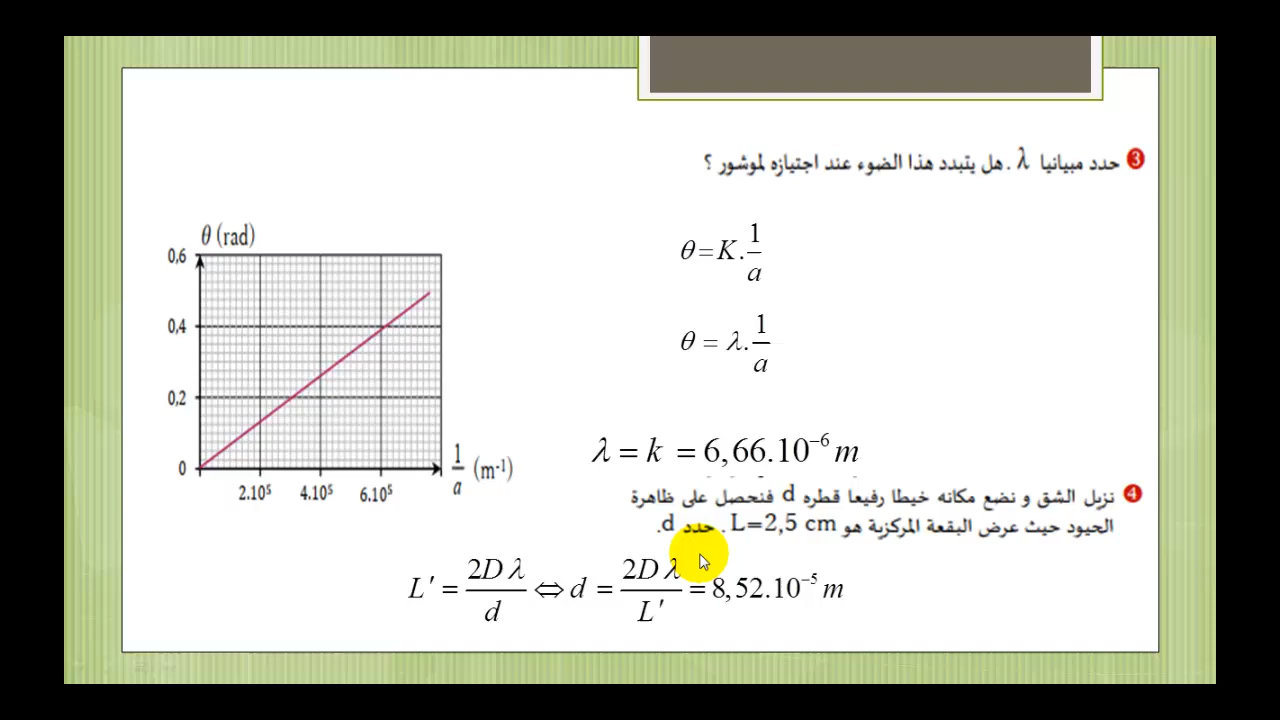 ❸ حدد مبيانيا λ . هل يتبدد هذا الضوء عند اجتيازه لموشور ؟
θ = K . 1/a
θ = λ . 1/a
θ (rad)
0,6
0,4
0,2
0
2.10⁵ 4.10⁵ 6.10⁵
1/a (m⁻¹)
λ = k = 6,66.10⁻⁶ m
❹ نزيل الشق و نضع مكانه خيطا رفيعا قطره d فنحصل على ظاهرة
الحيود حيث عرض البقعة المركزية هو L=2,5 cm . حدد d.
L' = 2Dλ/d ⇔ d = 2Dλ/L' = 8,52.10⁻⁵ m